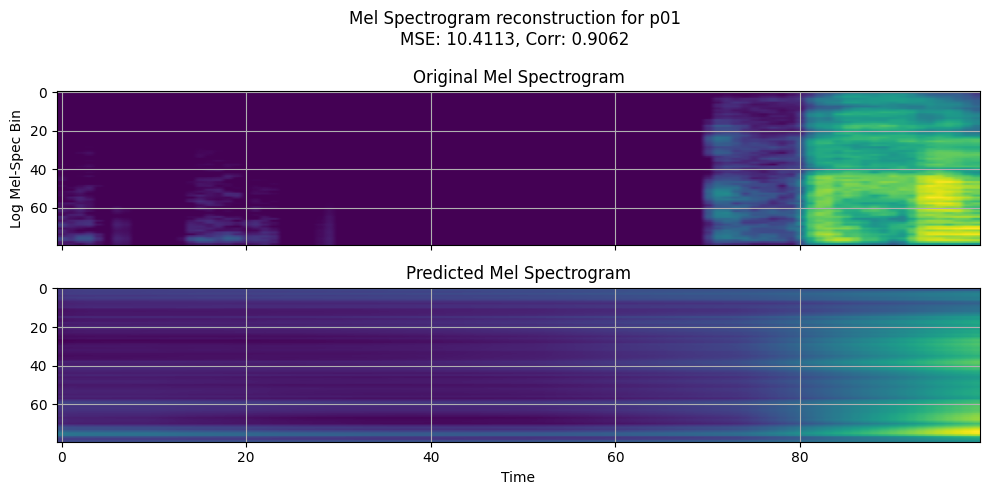 Mel Spectrogram reconstruction for p01
MSE: 10.4113, Corr: 0.9062
Original Mel Spectrogram
Log Mel-Spec Bin
0
20
40
60
Predicted Mel Spectrogram
0
20
40
60
0 20 40 60 80
Time